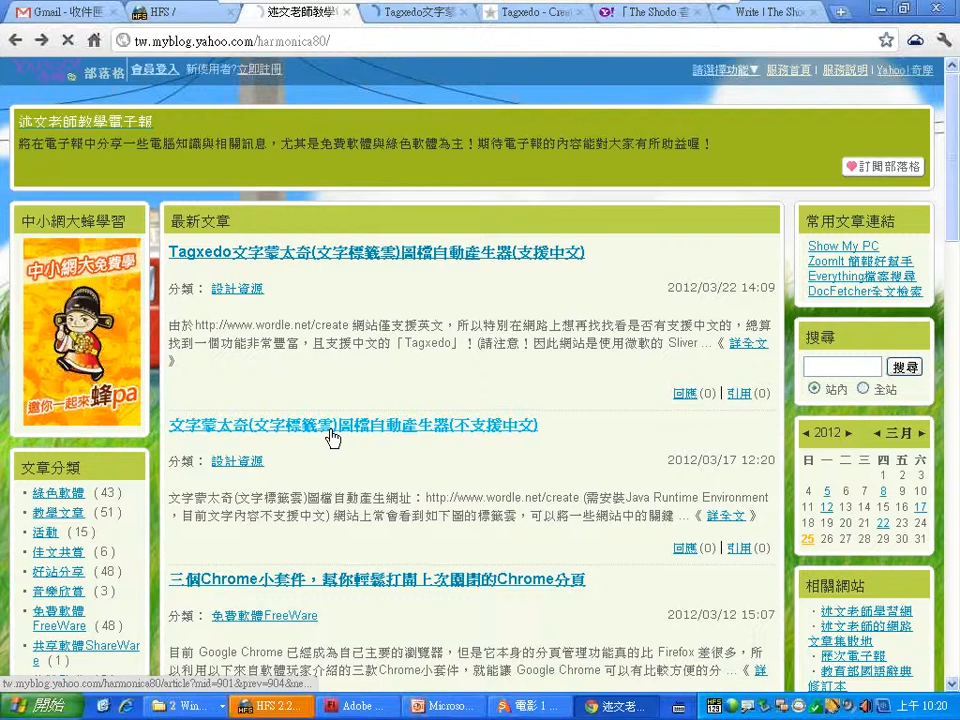 Gmail - 收件匣
HFS /
述文老師教學
Tagxedo文字蒙
Tagxedo - Crea
「The Shodo 書
Write | The Sho
tw.myblog.yahoo.com/harmonica80/
部落格 會員登入 新使用者?立即註冊
請選擇功能▼ 服務首頁 | 服務說明 | Yahoo!奇摩
述文老師教學電子報
將在電子報中分享一些電腦知識與相關訊息，尤其是免費軟體與綠色軟體為主！期待電子報的內容能對大家有所助益喔！
訂閱部落格
中小網大蜂學習
中小網大免費學
邀你一起來蜂pa
文章分類
綠色軟體 ( 43 )
教學文章 ( 51 )
活動 ( 15 )
佳文共賞 ( 6 )
好站分享 ( 48 )
音樂欣賞 ( 3 )
免費軟體
FreeWare ( 48 )
共享軟體ShareWar
e ( 1 )
最新文章
Tagxedo文字蒙太奇(文字標籤雲)圖檔自動產生器(支援中文)
分類： 設計資源 2012/03/22 14:09
由於http://www.wordle.net/create 網站僅支援英文，所以特別在網路上想再找找看是否有支援中文的，總算
找到一個功能非常豐富，且支援中文的「Tagxedo」！(請注意！因此網站是使用微軟的 Sliver ...《 詳全文
》
回應(0) | 引用(0)
文字蒙太奇(文字標籤雲)圖檔自動產生器(不支援中文)
分類： 設計資源 2012/03/17 12:20
文字蒙太奇(文字標籤雲)圖檔自動產生網址：http://www.wordle.net/create (需安裝Java Runtime Environment
，目前文字內容不支援中文) 網站上常會看到如下圖的標籤雲，可以將一些網站中的關鍵 ...《 詳全文 》
回應(0) | 引用(0)
三個Chrome小套件，幫你輕鬆打開上次關閉的Chrome分頁
分類： 免費軟體FreeWare 2012/03/12 15:07
目前 Google Chrome 已經成為自己主要的瀏覽器，但是它本身的分頁管理功能真的比 Firefox 差很多，所
以利用以下來自軟體玩家介紹的三款Chrome小套件，就能讓 Google Chrome 可以有比較方便的分 ...《 詳
常用文章連結
Show My PC
ZoomIt 簡報好幫手
Everything檔案搜尋
DocFetcher全文檢索
搜尋
搜尋
站內 全站
◄ 2012 ► ◄ 三月 ►
日 一 二 三 四 五 六
1 2 3
4 5 6 7 8 9 10
11 12 13 14 15 16 17
18 19 20 21 22 23 24
25 26 27 28 29 30 31
相關網站
述文老師學習網
述文老師的網路
文章集散地
歷次電子報
教育部國語辭典
修訂本
tw.myblog.yahoo.com/harmonica80/article?mid=901&prev=904&ne...
開始
2 Win...
HFS 2.2...
Adobe ...
Microso...
電影 1 ...
述文老...
上午 10:20